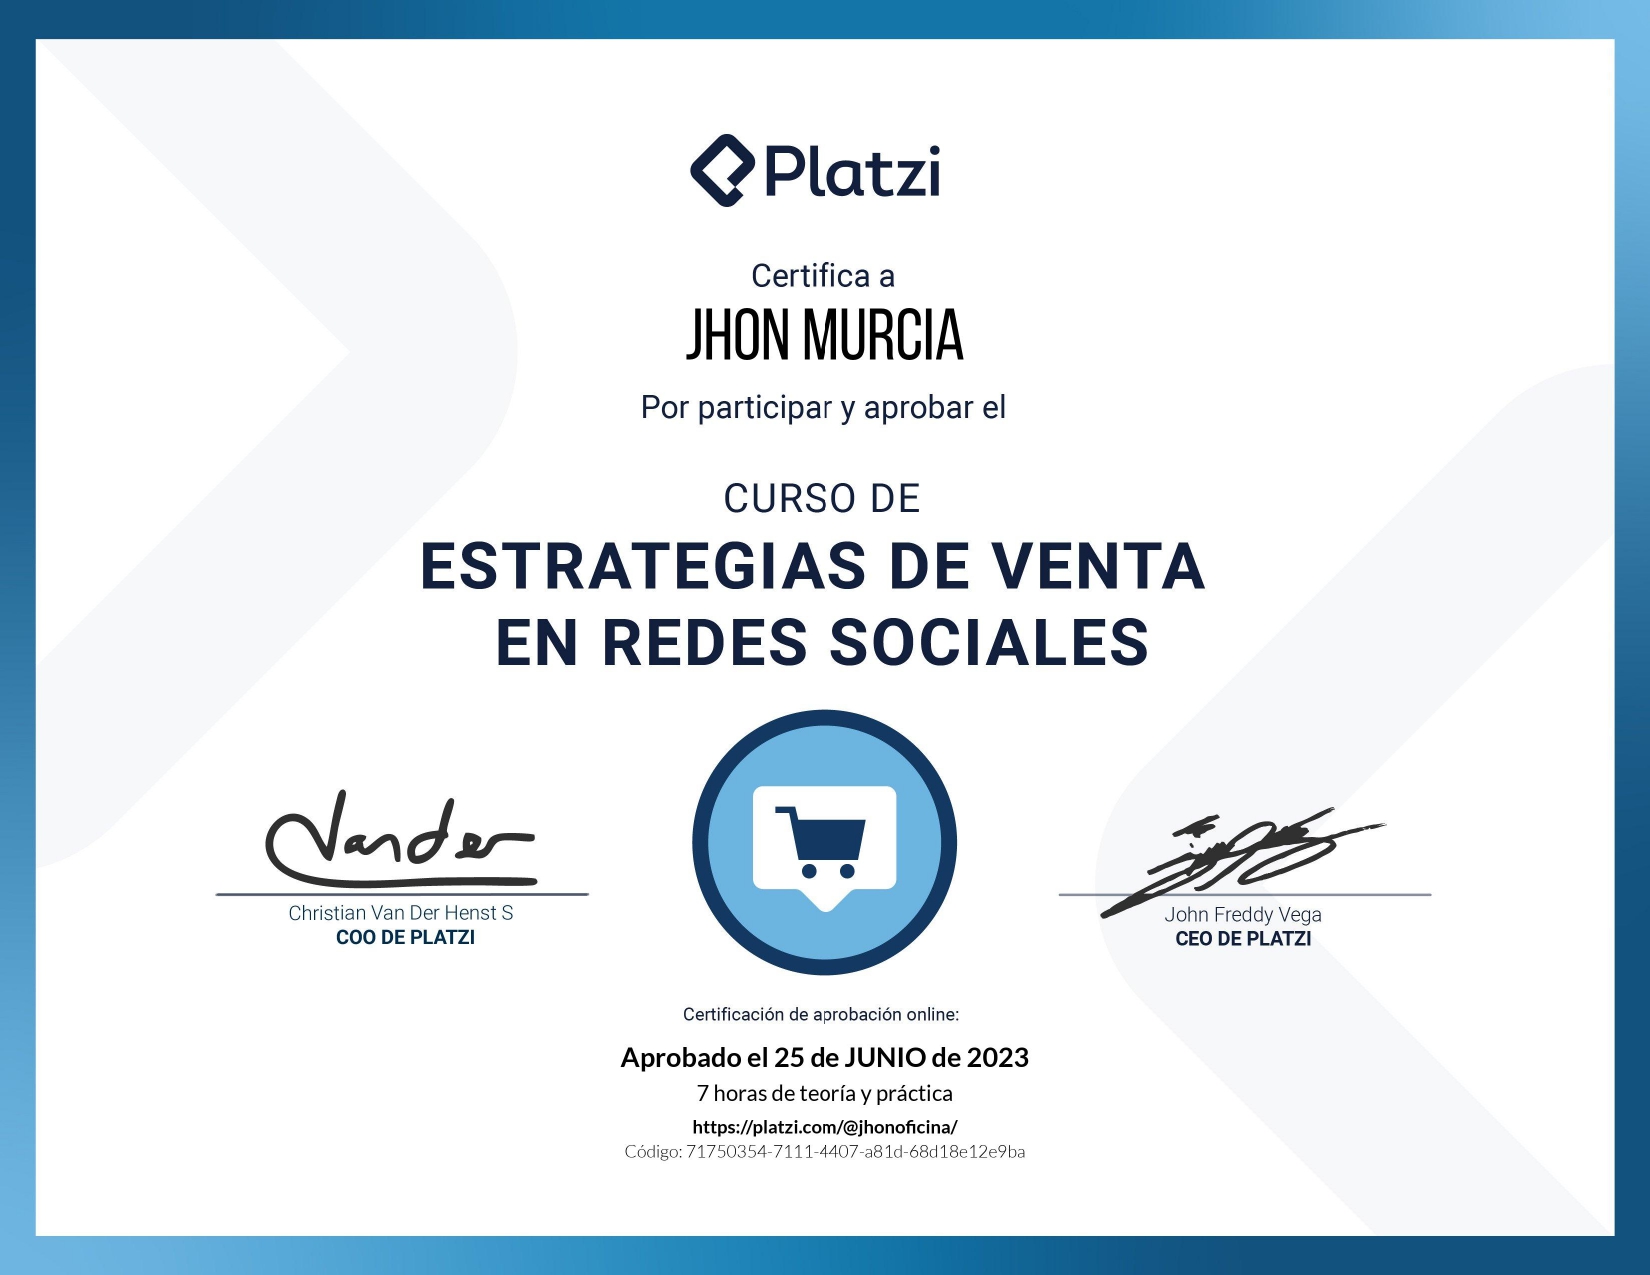 Platzi
Certifica a
JHON MURCIA
Por participar y aprobar el
CURSO DE
ESTRATEGIAS DE VENTA
EN REDES SOCIALES
Vander
Christian Van Der Henst S
COO DE PLATZI
John Freddy Vega
CEO DE PLATZI
Certificación de aprobación online:
Aprobado el 25 de JUNIO de 2023
7 horas de teoría y práctica
https://platzi.com/@jhonoficina/
Código: 71750354-7111-4407-a81d-68d18e12e9ba